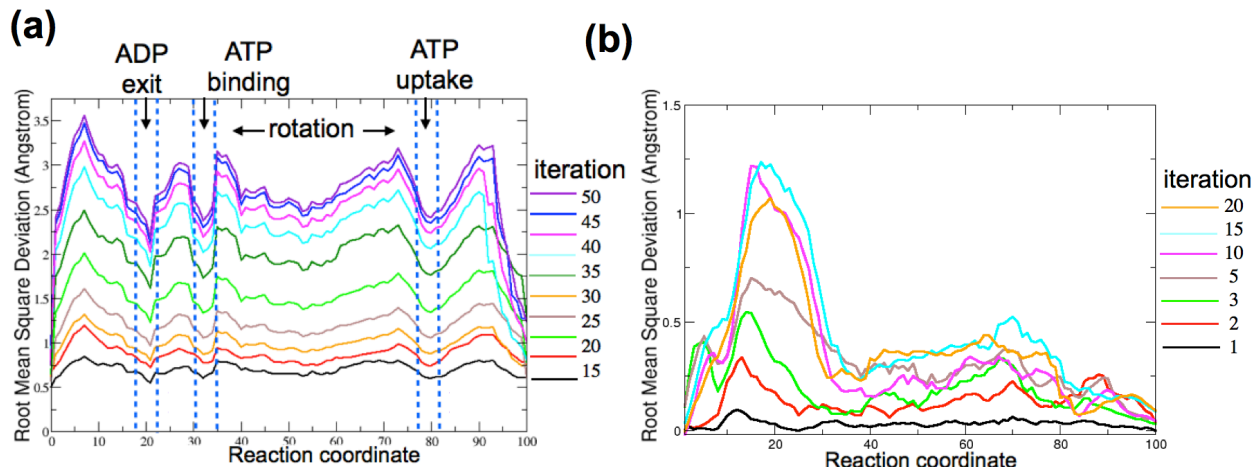 (a)
ADP
exit
ATP
binding
ATP
uptake
rotation
Root Mean Square Deviation (Angstrom)
3.5
3
2.5
2
1.5
1
0.5
0
0 10 20 30 40 50 60 70 80 90 100
Reaction coordinate
iteration
50
45
40
35
30
25
20
15
(b)
Root Mean Square Deviation (Angstrom)
1.5
1
0.5
0
20 40 60 80 100
Reaction coordinate
iteration
20
15
10
5
3
2
1